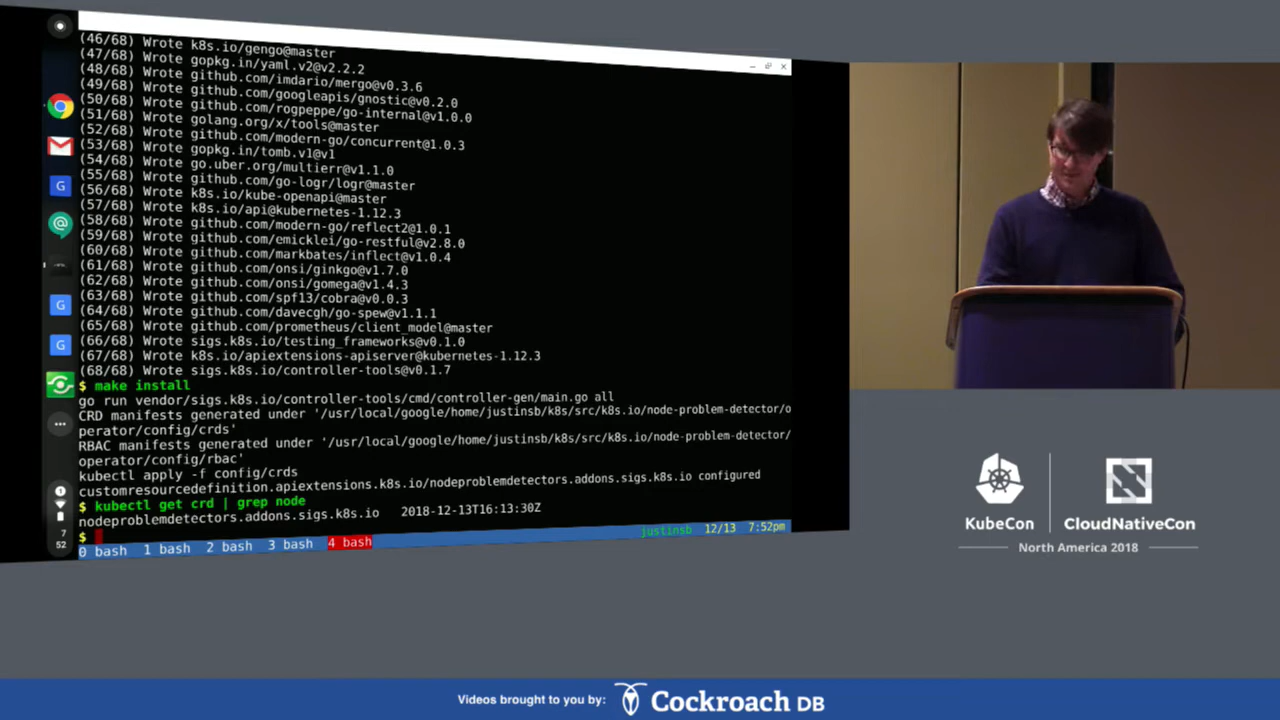 (46/68) Wrote k8s.io/gengo@master
(47/68) Wrote gopkg.in/yaml.v2@v2.2.2
(48/68) Wrote github.com/imdario/mergo@v0.3.6
(49/68) Wrote github.com/googleapis/gnostic@v0.2.0
(50/68) Wrote github.com/rogpeppe/go-internal@v1.0.0
(51/68) Wrote golang.org/x/tools@master
(52/68) Wrote github.com/modern-go/concurrent@1.0.3
(53/68) Wrote gopkg.in/tomb.v1@v1
(54/68) Wrote go.uber.org/multierr@v1.1.0
(55/68) Wrote github.com/go-logr/logr@master
(56/68) Wrote k8s.io/kube-openapi@master
(57/68) Wrote k8s.io/api@kubernetes-1.12.3
(58/68) Wrote github.com/modern-go/reflect2@1.0.1
(59/68) Wrote github.com/emicklei/go-restful@v2.8.0
(60/68) Wrote github.com/markbates/inflect@v1.0.4
(61/68) Wrote github.com/onsi/ginkgo@v1.7.0
(62/68) Wrote github.com/onsi/gomega@v1.4.3
(63/68) Wrote github.com/spf13/cobra@v0.0.3
(64/68) Wrote github.com/davecgh/go-spew@v1.1.1
(65/68) Wrote github.com/prometheus/client_model@master
(66/68) Wrote sigs.k8s.io/testing_frameworks@v0.1.0
(67/68) Wrote k8s.io/apiextensions-apiserver@kubernetes-1.12.3
(68/68) Wrote sigs.k8s.io/controller-tools@v0.1.7
$ make install
go run vendor/sigs.k8s.io/controller-tools/cmd/controller-gen/main.go all
CRD manifests generated under '/usr/local/google/home/justinsb/k8s/src/k8s.io/node-problem-detector/o
perator/config/crds'
RBAC manifests generated under '/usr/local/google/home/justinsb/k8s/src/k8s.io/node-problem-detector/
operator/config/rbac'
kubectl apply -f config/crds
customresourcedefinition.apiextensions.k8s.io/nodeproblemdetectors.addons.sigs.k8s.io configured
$ kubectl get crd | grep node
nodeproblemdetectors.addons.sigs.k8s.io 2018-12-13T16:13:30Z
$
0 bash 1 bash 2 bash 3 bash 4 bash justinsb 12/13 7:52pm
G
@
G
G
1
7
52
KubeCon
CloudNativeCon
North America 2018
Videos brought to you by: Cockroach DB